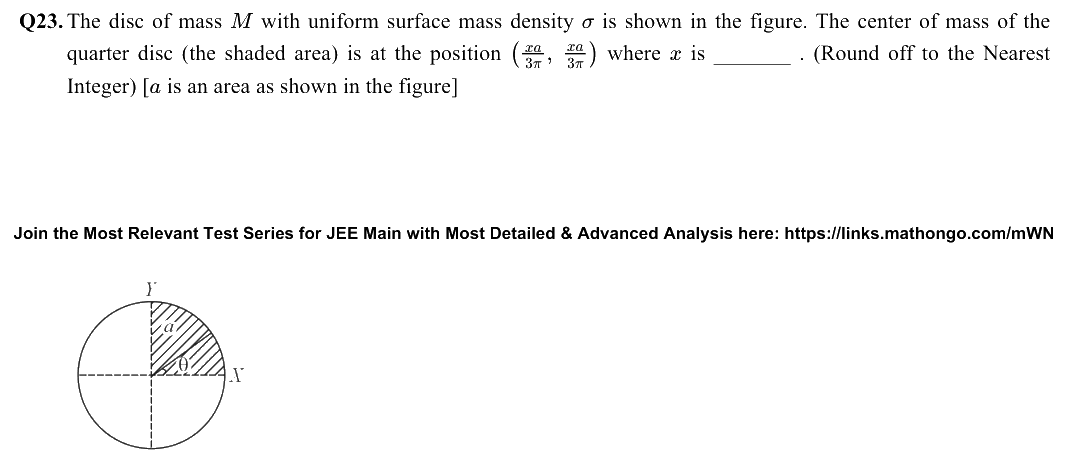 Q23. The disc of mass M with uniform surface mass density σ is shown in the figure. The center of mass of the
quarter disc (the shaded area) is at the position (xa/3π, xa/3π) where x is _______ . (Round off to the Nearest
Integer) [a is an area as shown in the figure]
Join the Most Relevant Test Series for JEE Main with Most Detailed & Advanced Analysis here: https://links.mathongo.com/mWN
Y
a
θ
X